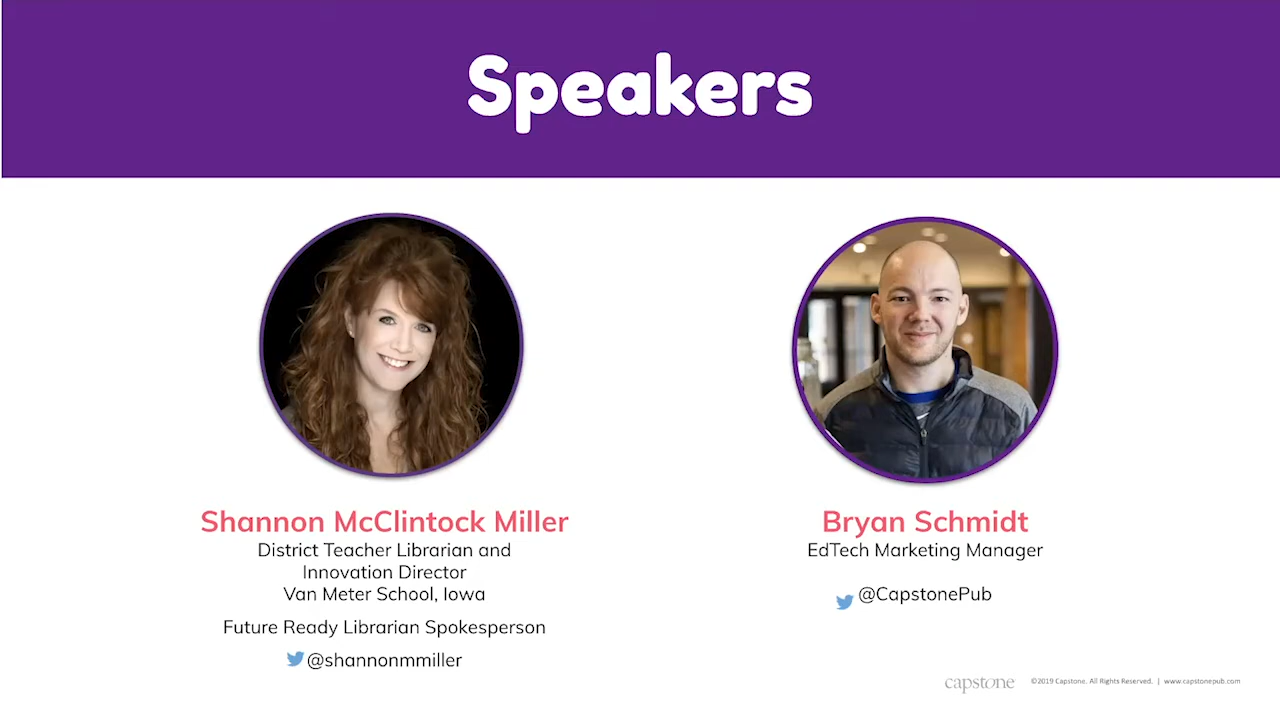 Speakers
Shannon McClintock Miller
District Teacher Librarian and
Innovation Director
Van Meter School, Iowa
Future Ready Librarian Spokesperson
@shannonmmiller
Bryan Schmidt
EdTech Marketing Manager
@CapstonePub
capstone ©2019 Capstone. All Rights Reserved. | www.capstonepub.com